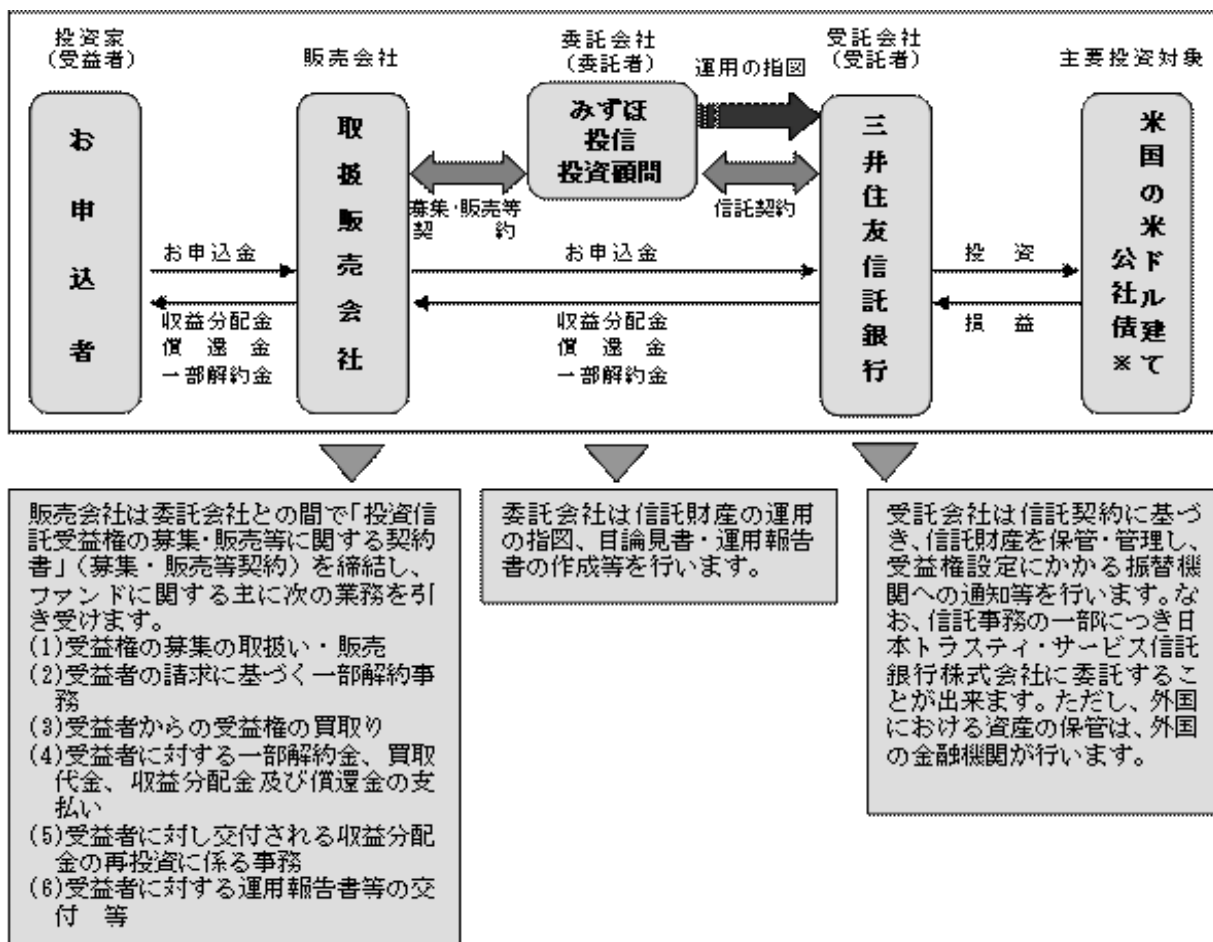 投資家
(受益者)
販売会社
委託会社
(委託者)
運用の指図
受託会社
(受託者)
主要投資対象
お申込者
取扱販売会社
みずほ
投信
投資顧問
三井住友信託銀行
米国の米ドル建て
公社債※
募集・販売等
契　　約
信託契約
お申込金
収益分配金
償　還　金
一部解約金
お申込金
収益分配金
償　還　金
一部解約金
投　資
損　益
販売会社は委託会社との間で「投資信
託受益権の募集・販売等に関する契約
書」(募集・販売等契約)を締結し、
ファンドに関する主に次の業務を引
き受けます。
(1)受益権の募集の取扱い・販売
(2)受益者の請求に基づく一部解約事
務
(3)受益者からの受益権の買取り
(4)受益者に対する一部解約金、買取
代金、収益分配金及び償還金の支
払い
(5)受益者に対し交付される収益分配
金の再投資に係る事務
(6)受益者に対する運用報告書等の交
付　等
委託会社は信託財産の運用
の指図、目論見書・運用報告
書の作成等を行います。
受託会社は信託契約に基づ
き、信託財産を保管・管理し、
受益権設定にかかる振替機
関への通知等を行います。な
お、信託事務の一部につき日
本トラスティ・サービス信託
銀行株式会社に委託するこ
とが出来ます。ただし、外国
における資産の保管は、外国
の金融機関が行います。